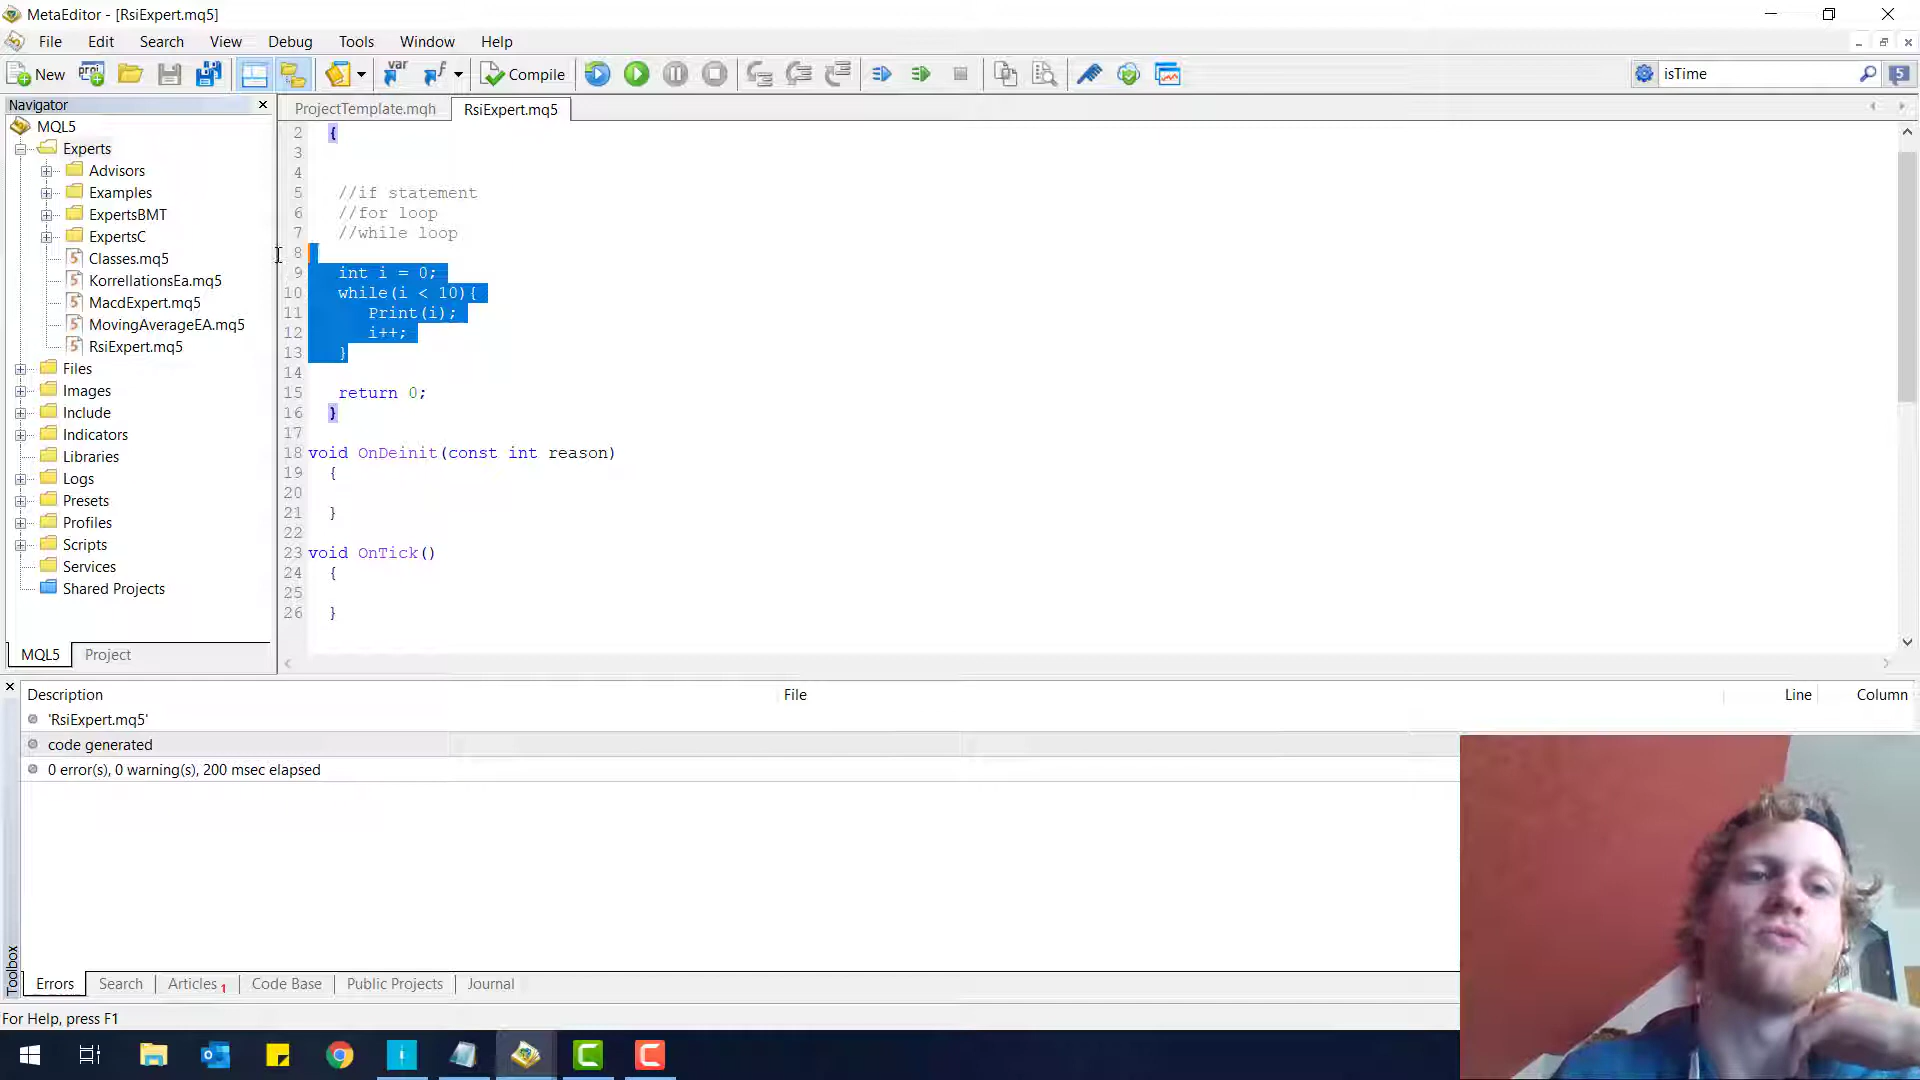 MetaEditor - [RsiExpert.mq5]
File Edit Search View Debug Tools Window Help
New proj var f Compile isTime 5
Navigator
ProjectTemplate.mqh RsiExpert.mq5
MQL5
Experts
Advisors
Examples
ExpertsBMT
ExpertsC
Classes.mq5
KorrellationsEa.mq5
MacdExpert.mq5
MovingAverageEA.mq5
RsiExpert.mq5
Files
Images
Include
Indicators
Libraries
Logs
Presets
Profiles
Scripts
Services
Shared Projects
MQL5 Project
2 {
3
4
5 //if statement
6 //for loop
7 //while loop
8
9 int i = 0;
10 while(i < 10){
11 Print(i);
12 i++;
13 }
14
15 return 0;
16 }
17
18 void OnDeinit(const int reason)
19 {
20
21 }
22
23 void OnTick()
24 {
25
26 }
Description File Line Column
'RsiExpert.mq5'
code generated
0 error(s), 0 warning(s), 200 msec elapsed
Toolbox
Errors Search Articles 1 Code Base Public Projects Journal
For Help, press F1